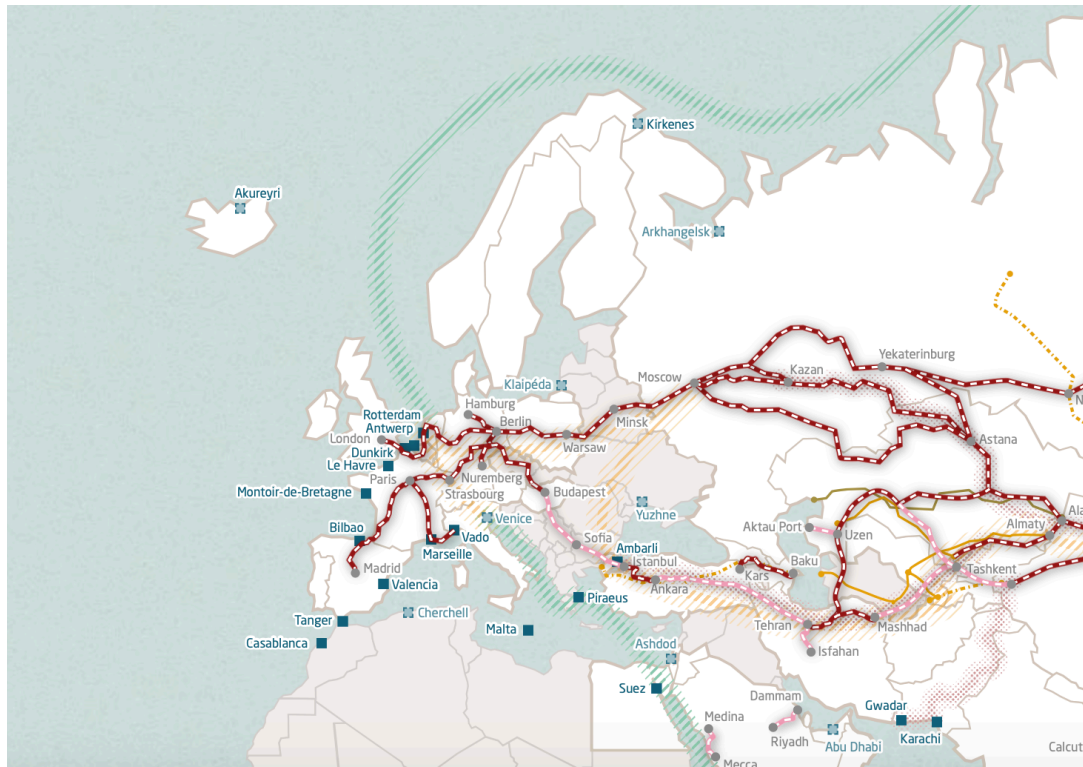 Kirkenes
Akureyri
Arkhangelsk
Yekaterinburg
Kazan
Moscow
Klaipéda
Hamburg
Minsk
Rotterdam
Berlin
Antwerp
London
Astana
Warsaw
Dunkirk
Le Havre
Paris
Nuremberg
Strasbourg
Budapest
Montoir-de-Bretagne
Venice
Yuzhne
Almaty
Aktau Port
Bilbao
Vado
Sofia
Uzen
Marseille
Ambarli
Istanbul
Baku
Tashkent
Madrid
Kars
Valencia
Ankara
Piraeus
Cherchell
Tanger
Malta
Tehran
Mashhad
Casablanca
Ashdod
Isfahan
Suez
Dammam
Gwadar
Medina
Karachi
Riyadh
Abu Dhabi
Mecca